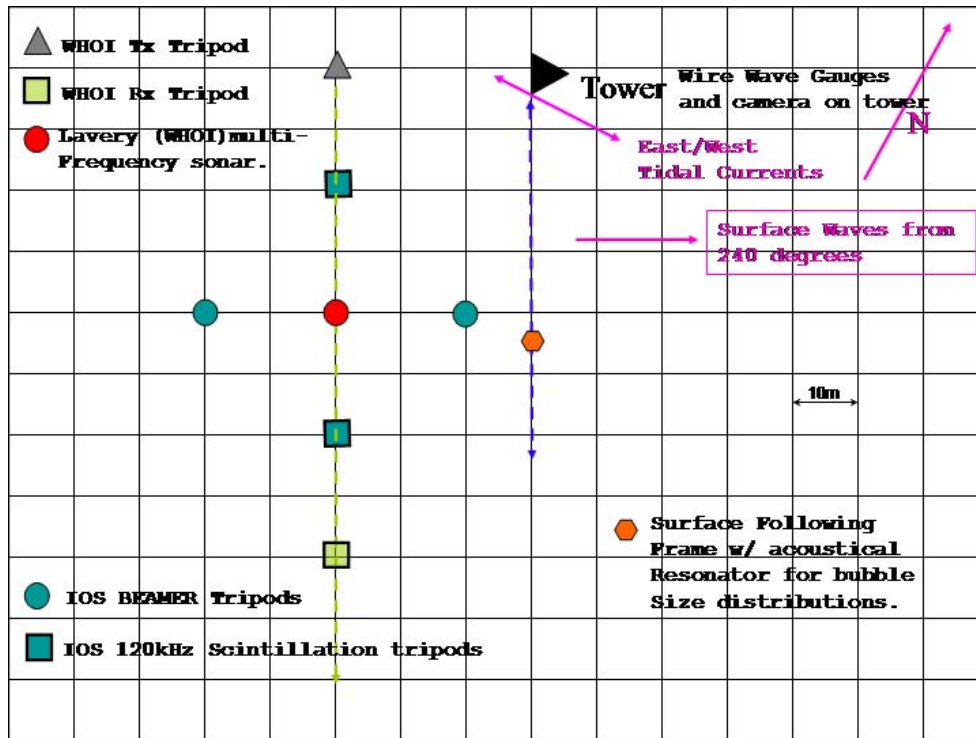 WHOI Tx Tripod
WHOI Rx Tripod
Lavery (WHOI)multi-
Frequency sonar.
Tower
Wire Wave Gauges
and camera on tower
N
East/West
Tidal Currents
Surface Waves from
240 degrees
10m
Surface Following
Frame w/ acoustical
Resonator for bubble
Size distributions.
IOS BEAMER Tripods
IOS 120kHz Scintillation tripods